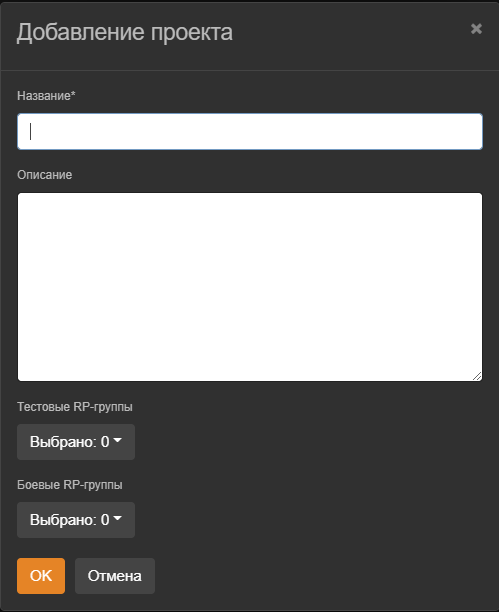 Добавление проекта
Название*
Описание
Тестовые RP-группы
Выбрано: 0
Боевые RP-группы
Выбрано: 0
OK Отмена